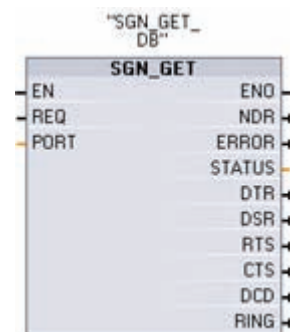 "SGN_GET_
DB"
SGN_GET
EN ENO
REQ NDR
PORT ERROR
STATUS
DTR
DSR
RTS
CTS
DCD
RING